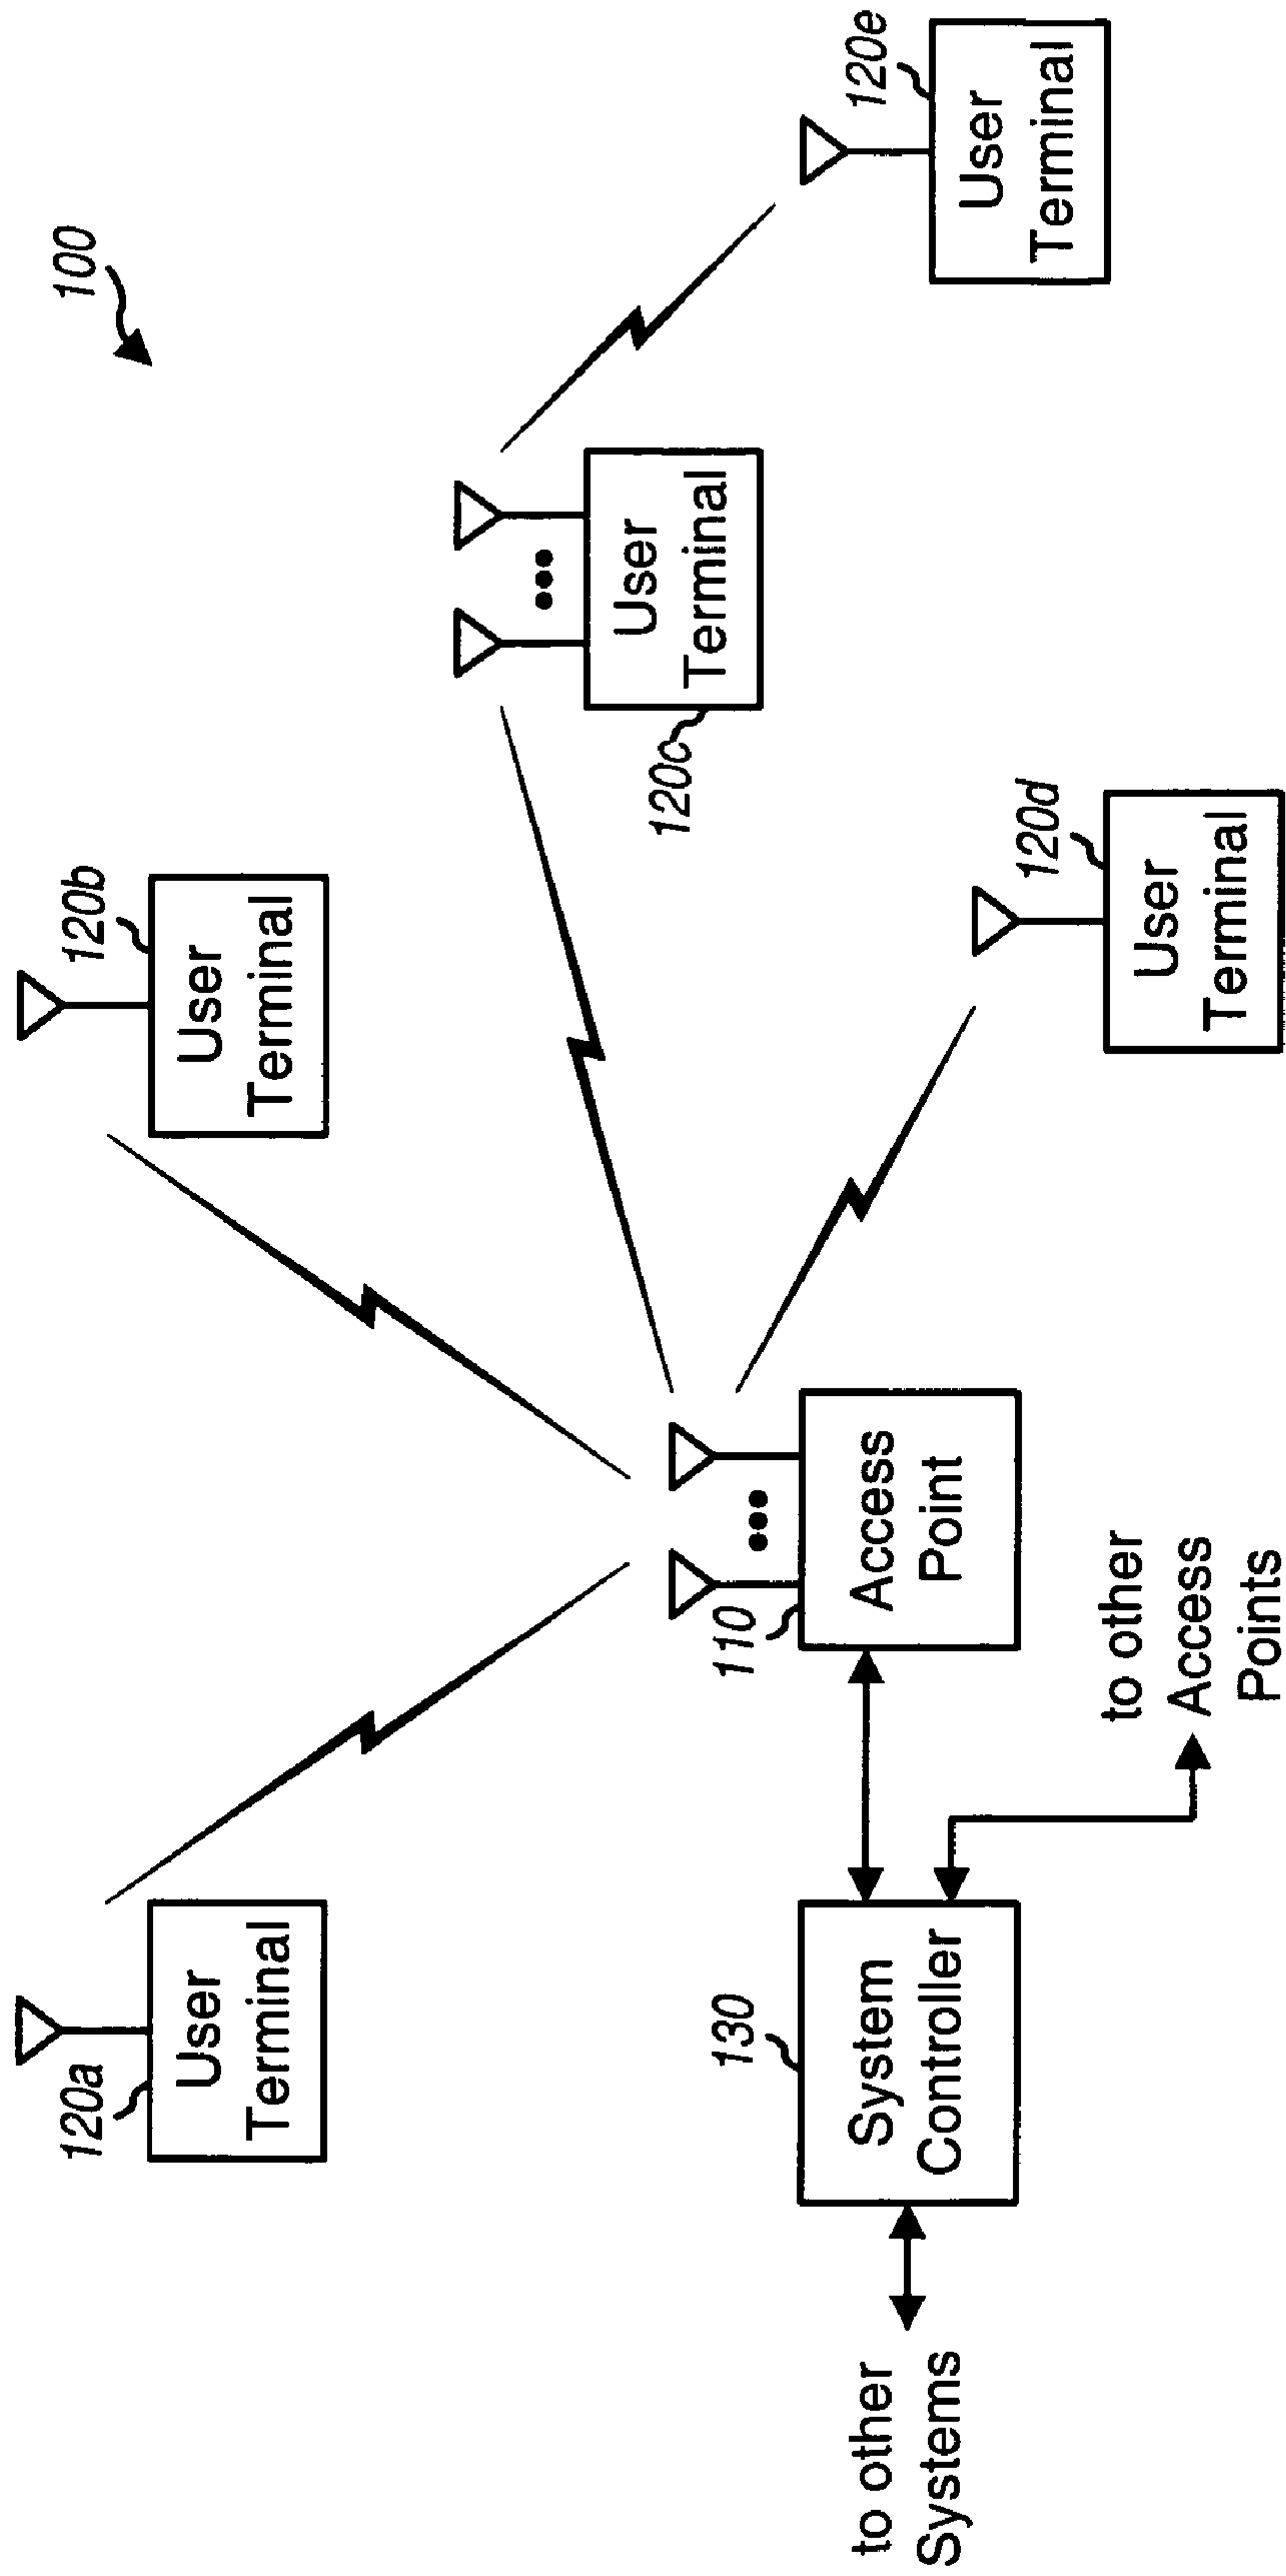 100
120a
User
Terminal
120b
User
Terminal
120c
User
Terminal
120e
User
Terminal
120d
User
Terminal
110
Access
Point
130
System
Controller
to other
Systems
to other
Access
Points